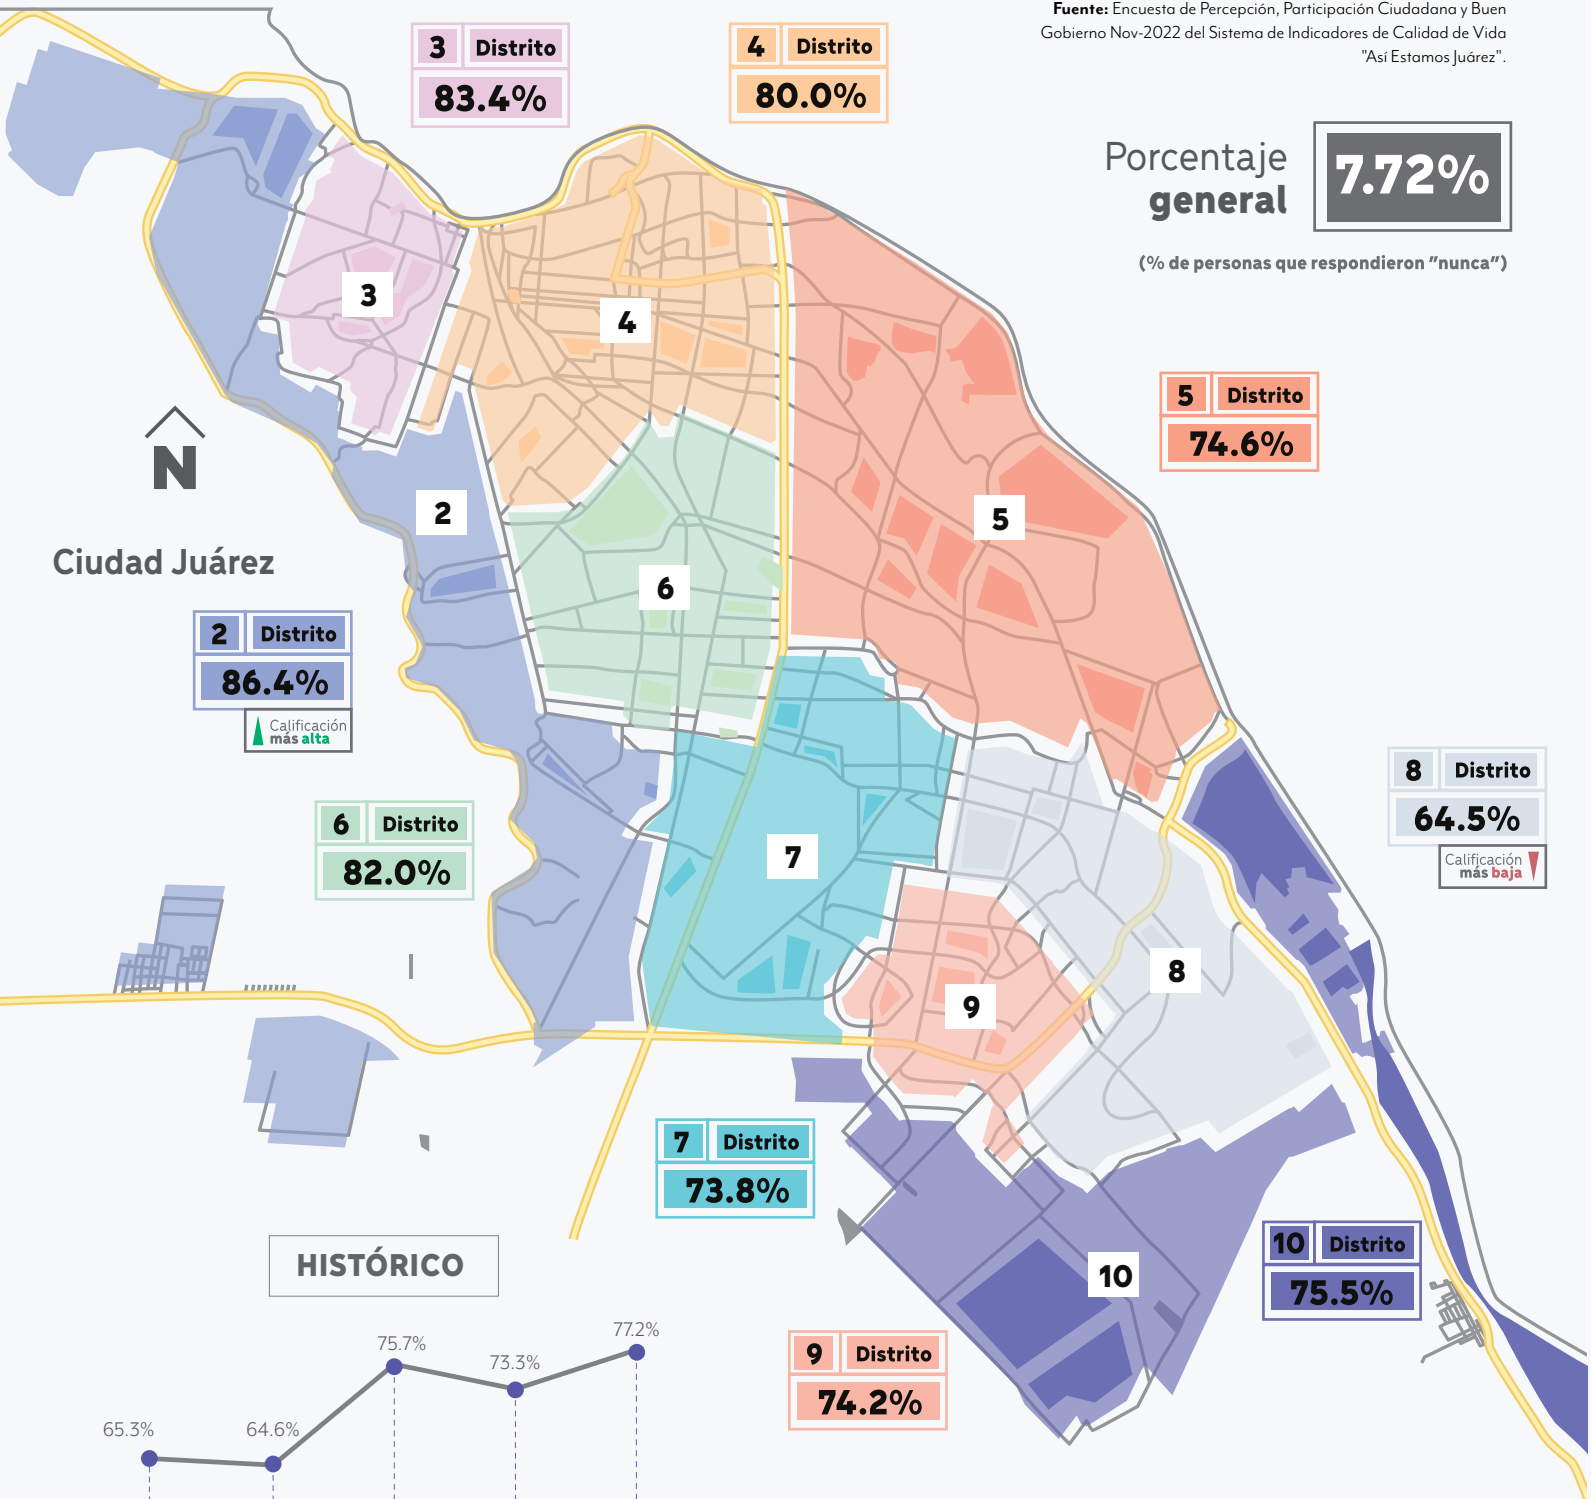 Fuente: Encuesta de Percepción, Participación Ciudadana y Buen
Gobierno Nov-2022 del Sistema de Indicadores de Calidad de Vida
"Así Estamos Juárez".
3 Distrito
83.4%
4 Distrito
80.0%
Porcentaje
general
7.72%
(% de personas que respondieron "nunca")
3
4
5 Distrito
74.6%
N
2
5
Ciudad Juárez
6
2 Distrito
86.4%
Calificación
más alta
8 Distrito
64.5%
Calificación
más baja
6 Distrito
82.0%
7
8
9
7 Distrito
73.8%
10 Distrito
75.5%
10
HISTÓRICO
9 Distrito
74.2%
65.3%
64.6%
75.7%
73.3%
77.2%